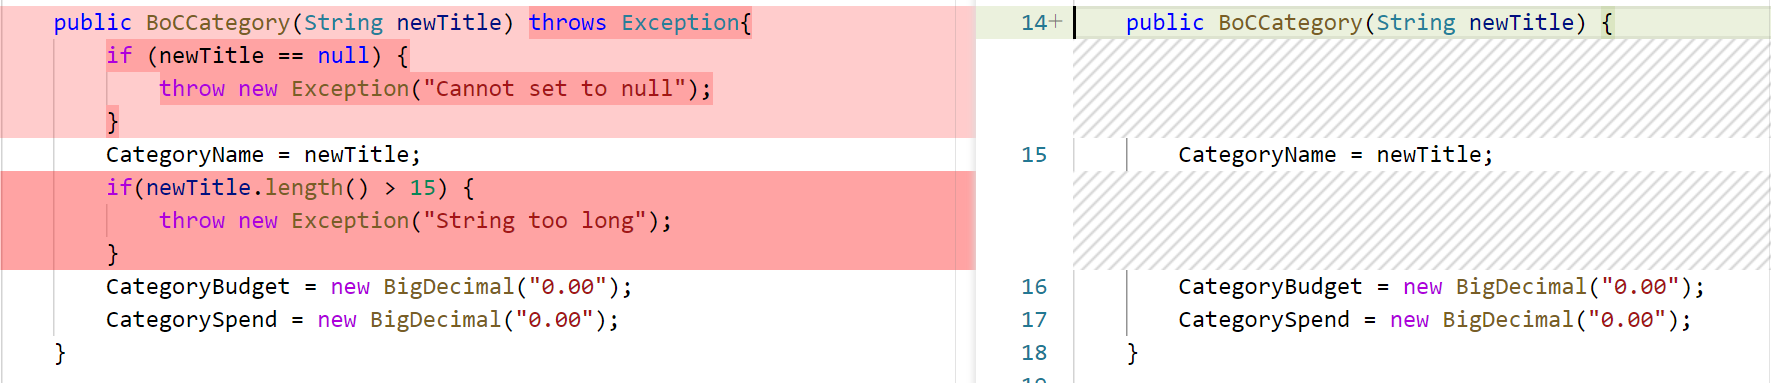 public BoCCategory(String newTitle) throws Exception{
if (newTitle == null) {
throw new Exception("Cannot set to null");
}
CategoryName = newTitle;
if(newTitle.length() > 15) {
throw new Exception("String too long");
}
CategoryBudget = new BigDecimal("0.00");
CategorySpend = new BigDecimal("0.00");
}
14+ public BoCCategory(String newTitle) {
15 CategoryName = newTitle;
16 CategoryBudget = new BigDecimal("0.00");
17 CategorySpend = new BigDecimal("0.00");
18 }